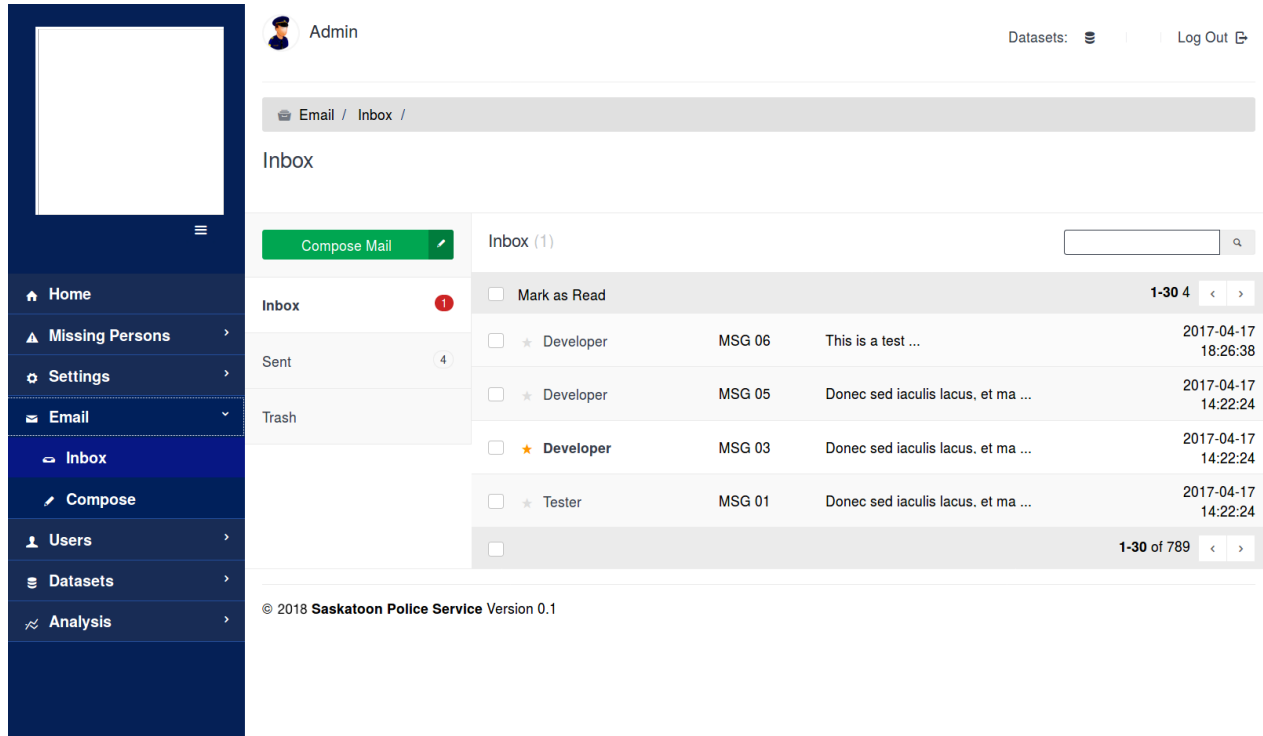 Admin
Datasets:
Log Out
Email / Inbox /
Inbox
Home
Missing Persons
Settings
Email
Inbox
Compose
Users
Datasets
Analysis
Compose Mail
Inbox 1
Sent 4
Trash
Inbox (1)
Mark as Read 1-30 4
Developer MSG 06 This is a test ... 2017-04-17
18:26:38
Developer MSG 05 Donec sed iaculis lacus, et ma ... 2017-04-17
14:22:24
Developer MSG 03 Donec sed iaculis lacus, et ma ... 2017-04-17
14:22:24
Tester MSG 01 Donec sed iaculis lacus, et ma ... 2017-04-17
14:22:24
1-30 of 789
© 2018 Saskatoon Police Service Version 0.1